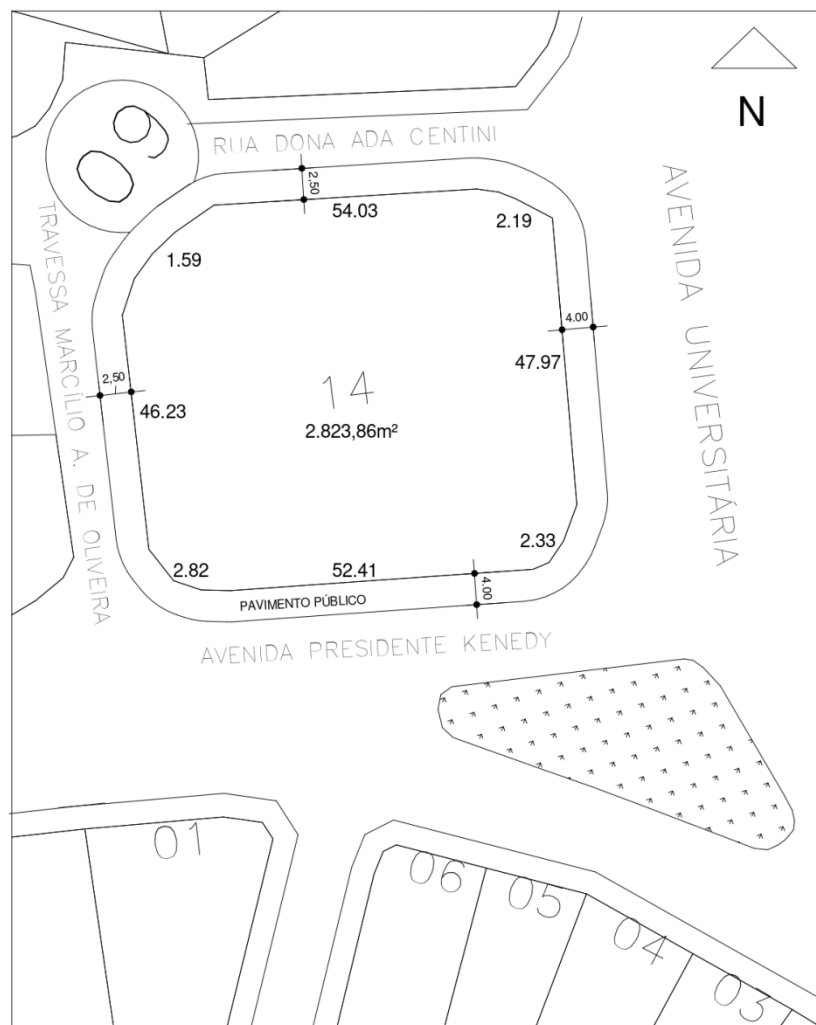 N
RUA DONA ADA CENTINI
09
2,50
54.03
2.19
1.59
TRAVESSA MARCÍLIO A. DE OLIVEIRA
AVENIDA UNIVERSITÁRIA
4.00
47.97
2,50
46.23
14
2.823,86m²
2.33
2.82
52.41
4.00
PAVIMENTO PÚBLICO
AVENIDA PRESIDENTE KENEDY
01
06
05
04
03